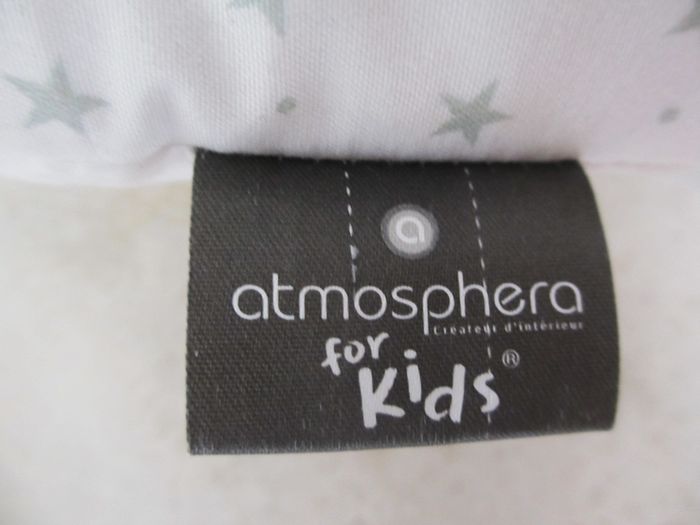 a
atmosphera
Créateur d'intérieur
for
Kids®